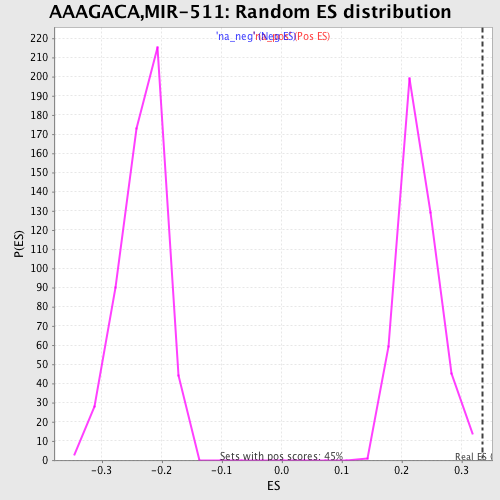 AAAGACA,MIR-511: Random ES distribution
'na_neg' (Neg ES)
(Pos ES)
220
210
200
190
180
170
160
150
140
130
120
110
100
90
80
70
60
50
40
30
20
10
0
P(ES)
Sets with pos scores: 45%
Real ES (
-0.3 -0.2 -0.1 0.0 0.1 0.2 0.3
ES